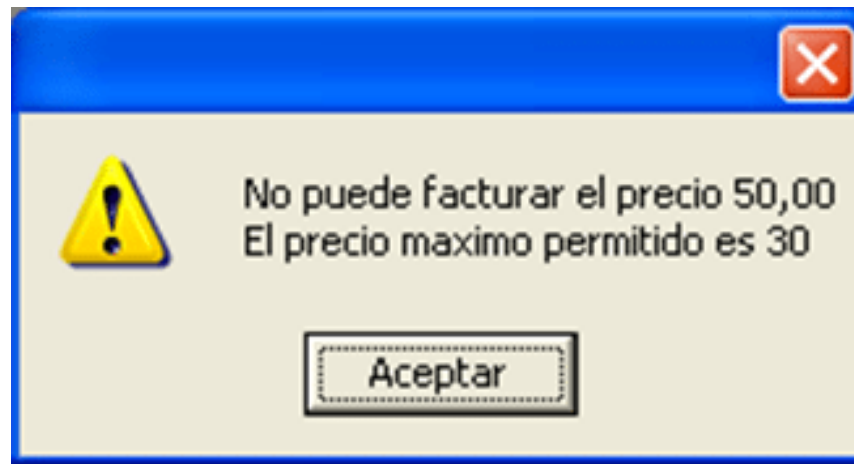 No puede facturar el precio 50,00
El precio maximo permitido es 30
Aceptar